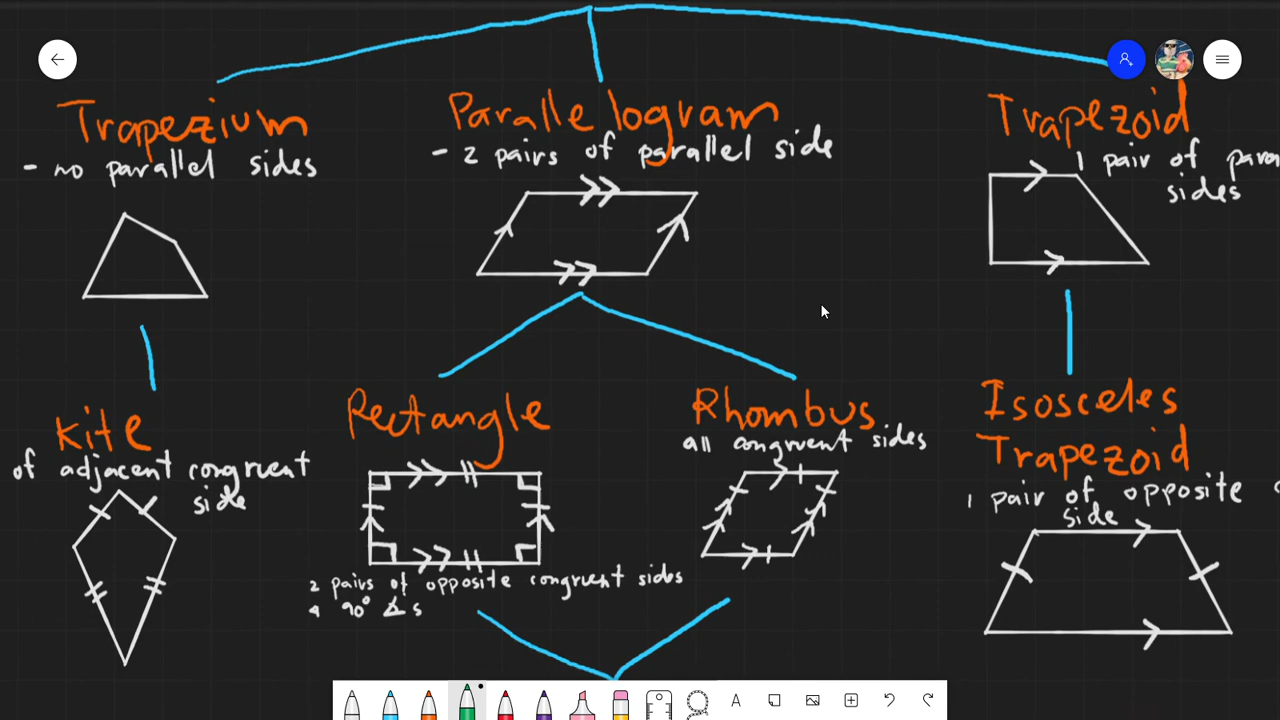 Trapezium
- no parallel sides
Parallelogram
- 2 pairs of parallel side
Trapezoid
1 pair of para
sides
Kite
of adjacent congruent
side
Rectangle
2 pairs of opposite congruent sides
4 90° ∡s
Rhombus
all congruent sides
Isosceles
Trapezoid
1 pair of opposite
side
A